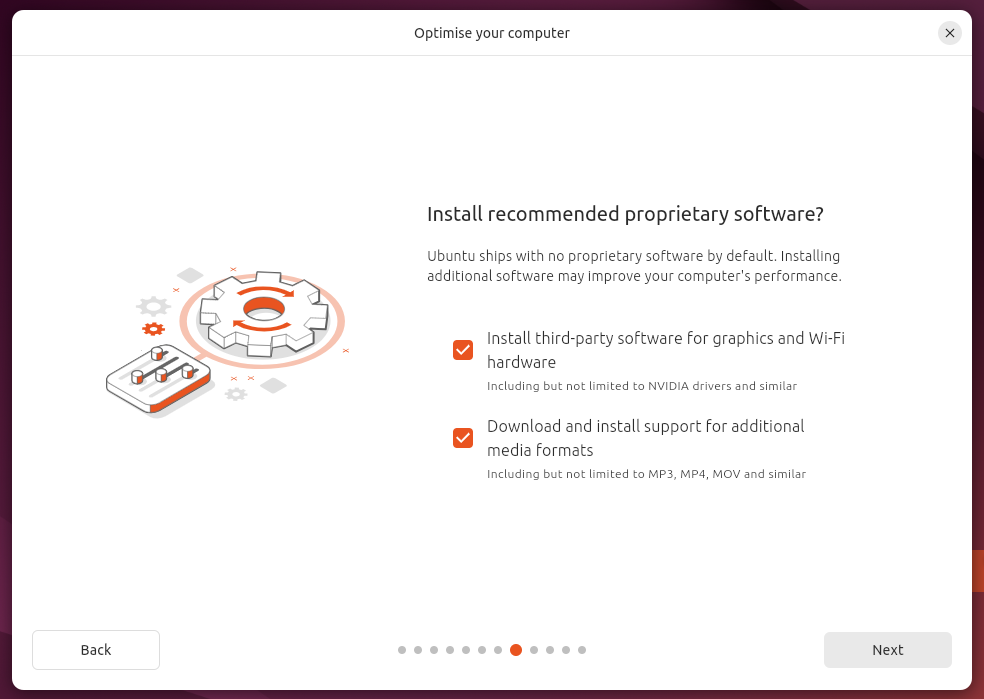 Optimise your computer
Install recommended proprietary software?
Ubuntu ships with no proprietary software by default. Installing
additional software may improve your computer's performance.
Install third-party software for graphics and Wi-Fi
hardware
Including but not limited to NVIDIA drivers and similar
Download and install support for additional
media formats
Including but not limited to MP3, MP4, MOV and similar
Back
Next